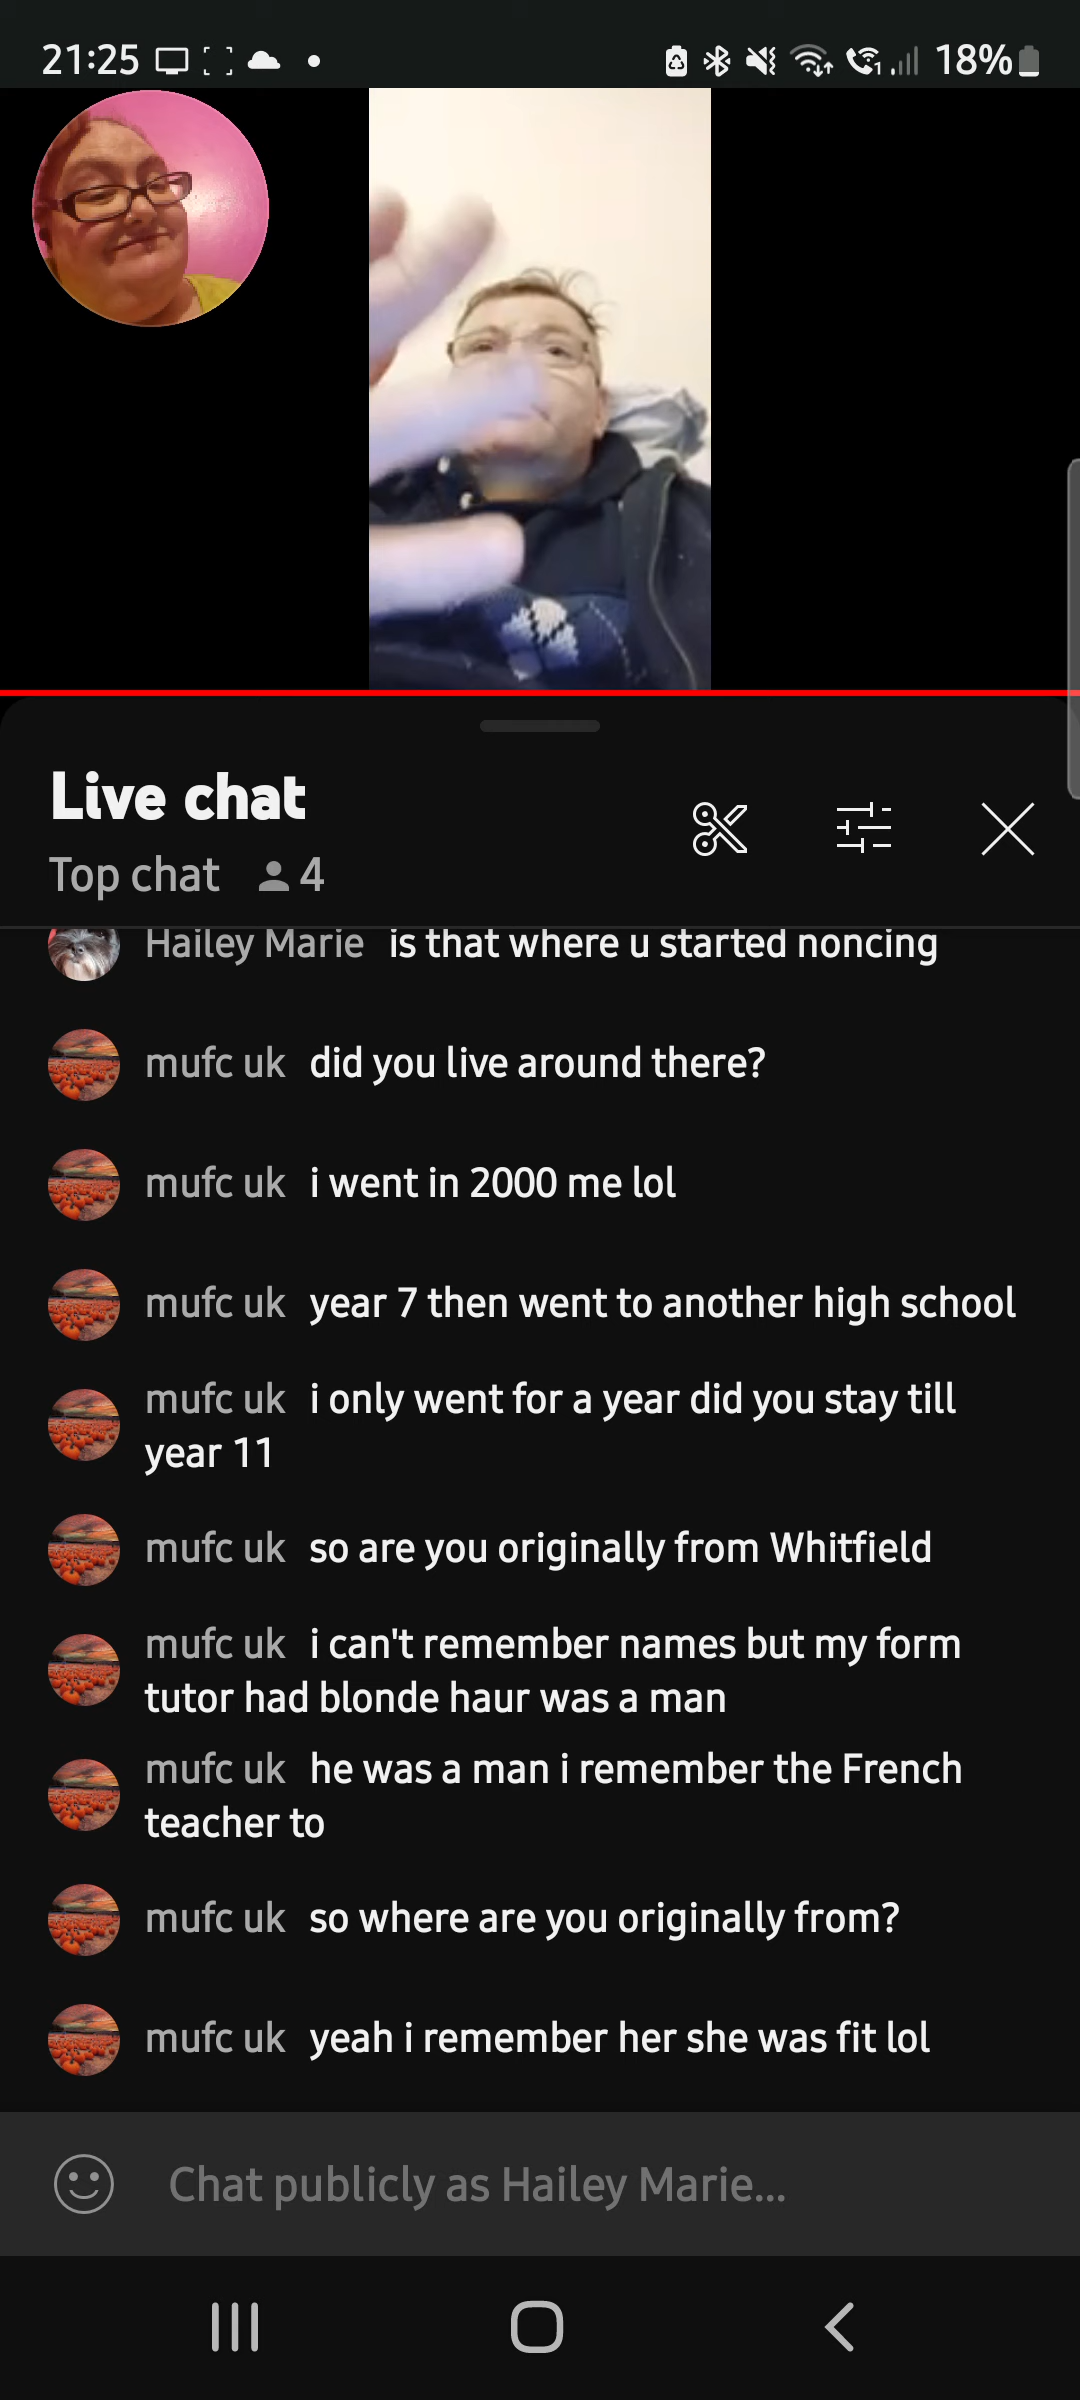 21:25
1
18%
Live chat
Top chat 4
Hailey Marie is that where u started noncing
mufc uk did you live around there?
mufc uk i went in 2000 me lol
mufc uk year 7 then went to another high school
mufc uk i only went for a year did you stay till
year 11
mufc uk so are you originally from Whitfield
mufc uk i can't remember names but my form
tutor had blonde haur was a man
mufc uk he was a man i remember the French
teacher to
mufc uk so where are you originally from?
mufc uk yeah i remember her she was fit lol
Chat publicly as Hailey Marie...